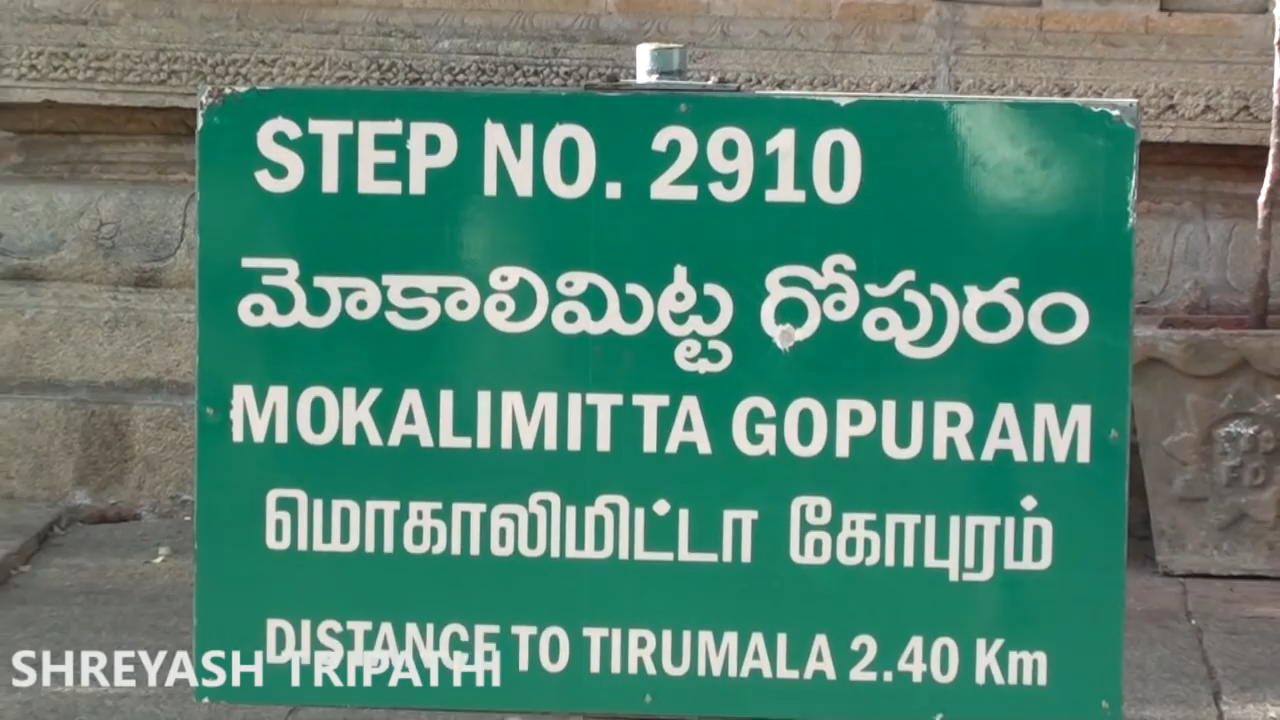 STEP NO. 2910
మోకాలిమిట్ట ధోపురం
MOKALIMITTA GOPURAM
மொகாலிமிட்டா கோபுரம்
DISTANCE TO TIRUMALA 2.40 Km
SHREYASH TRIPATHI